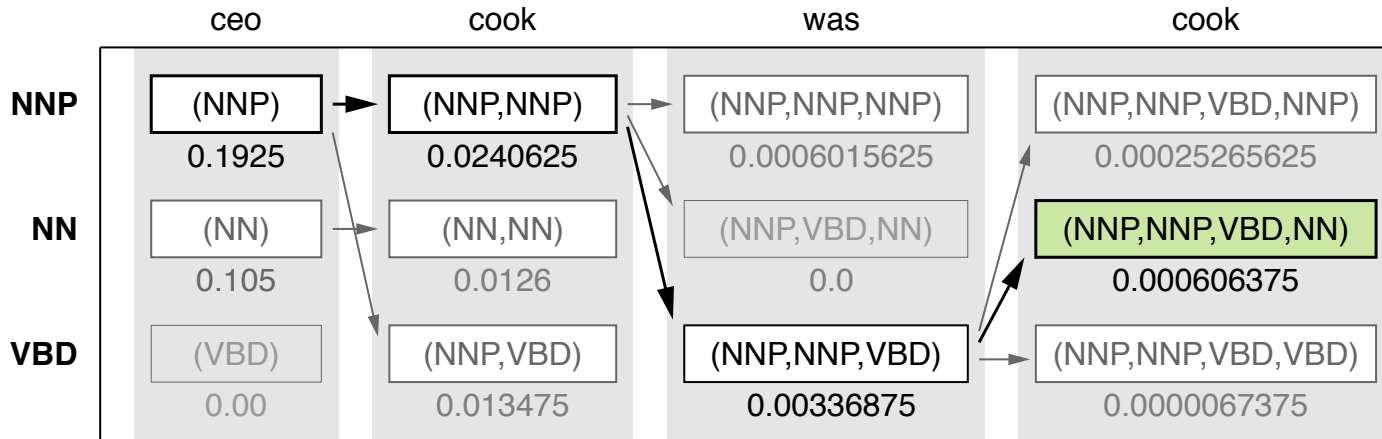 ceo cook was cook
NNP (NNP) (NNP,NNP) (NNP,NNP,NNP) (NNP,NNP,VBD,NNP)
0.1925 0.0240625 0.0006015625 0.00025265625
NN (NN) (NN,NN) (NNP,VBD,NN) (NNP,NNP,VBD,NN)
0.105 0.0126 0.0 0.000606375
VBD (VBD) (NNP,VBD) (NNP,NNP,VBD) (NNP,NNP,VBD,VBD)
0.00 0.013475 0.00336875 0.0000067375